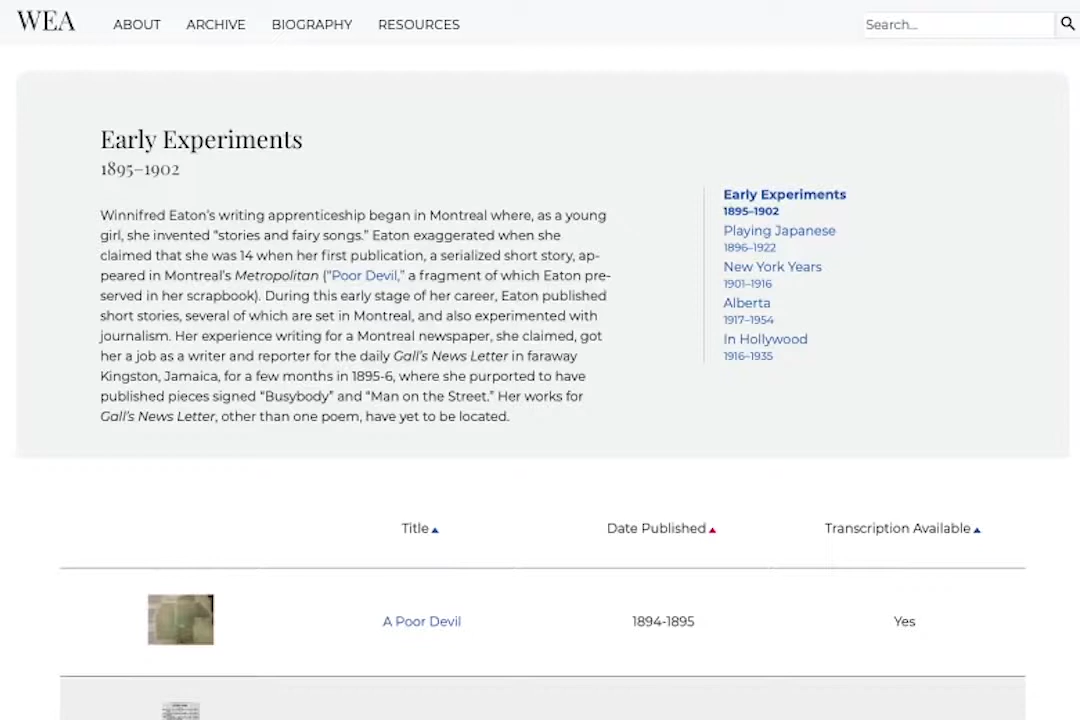 WEA ABOUT ARCHIVE BIOGRAPHY RESOURCES Search...
Early Experiments
1895–1902
Winnifred Eaton's writing apprenticeship began in Montreal where, as a young
girl, she invented “stories and fairy songs.” Eaton exaggerated when she
claimed that she was 14 when her first publication, a serialized short story, ap-
peared in Montreal's Metropolitan (“Poor Devil,” a fragment of which Eaton pre-
served in her scrapbook). During this early stage of her career, Eaton published
short stories, several of which are set in Montreal, and also experimented with
journalism. Her experience writing for a Montreal newspaper, she claimed, got
her a job as a writer and reporter for the daily Gall's News Letter in faraway
Kingston, Jamaica, for a few months in 1895-6, where she purported to have
published pieces signed “Busybody” and “Man on the Street.” Her works for
Gall's News Letter, other than one poem, have yet to be located.
Early Experiments
1895–1902
Playing Japanese
1896–1922
New York Years
1901–1916
Alberta
1917–1954
In Hollywood
1916–1935
Title Date Published Transcription Available
A Poor Devil 1894-1895 Yes